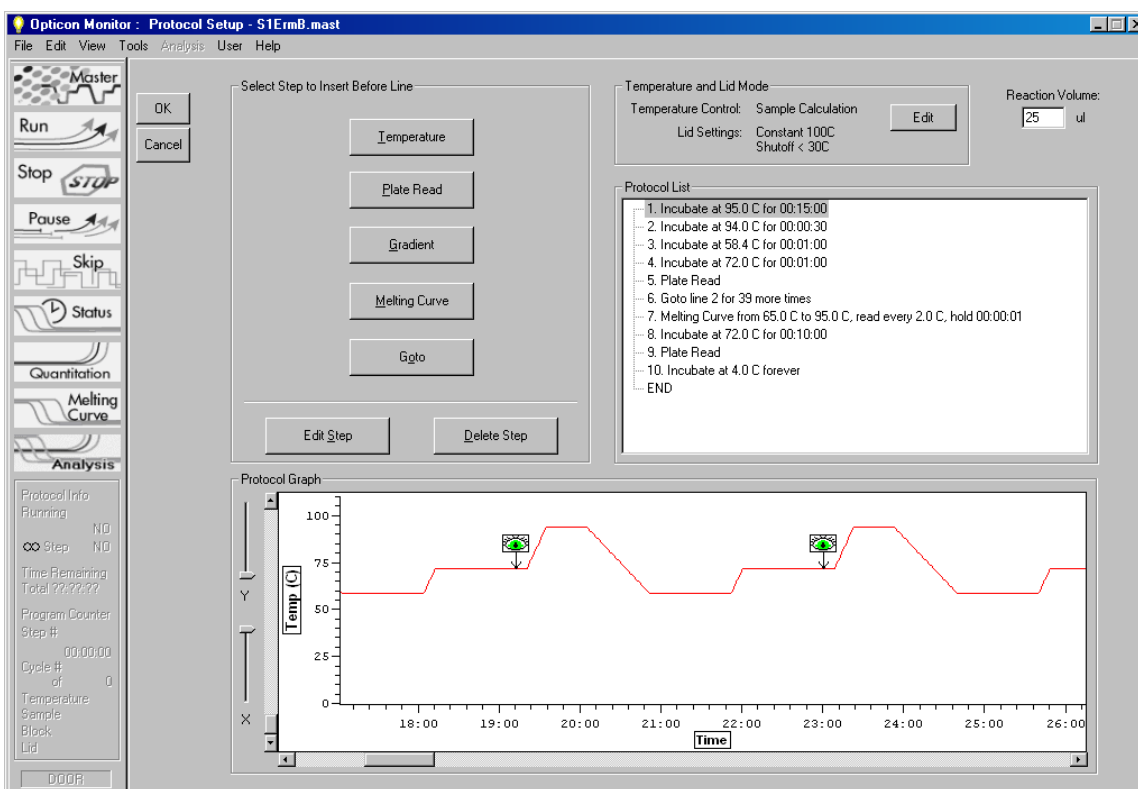 Opticon Monitor : Protocol Setup - S1ErmB.mast
File Edit View Tools Analysis User Help
Master
Run
Stop
STOP
Pause
Skip
Status
Quantitation
Melting
Curve
Analysis
Protocol Info
Running
NO
Step NO
Time Remaining
Total ??:??:??
Program Counter
Step #
00:00:00
Cycle #
of 0
Temperature
Sample
Block
Lid
DOOR
OK
Cancel
Select Step to Insert Before Line
Temperature
Plate Read
Gradient
Melting Curve
Goto
Edit Step Delete Step
Temperature and Lid Mode
Temperature Control: Sample Calculation
Lid Settings: Constant 100C
Shutoff < 30C
Edit
Reaction Volume:
25 ul
Protocol List
1. Incubate at 95.0 C for 00:15:00
2. Incubate at 94.0 C for 00:00:30
3. Incubate at 58.4 C for 00:01:00
4. Incubate at 72.0 C for 00:01:00
5. Plate Read
6. Goto line 2 for 39 more times
7. Melting Curve from 65.0 C to 95.0 C, read every 2.0 C, hold 00:00:01
8. Incubate at 72.0 C for 00:10:00
9. Plate Read
10. Incubate at 4.0 C forever
END
Protocol Graph
Y
X
Temp (C)
100
75
50
25
0
18:00 19:00 20:00 21:00 22:00 23:00 24:00 25:00 26:00
Time